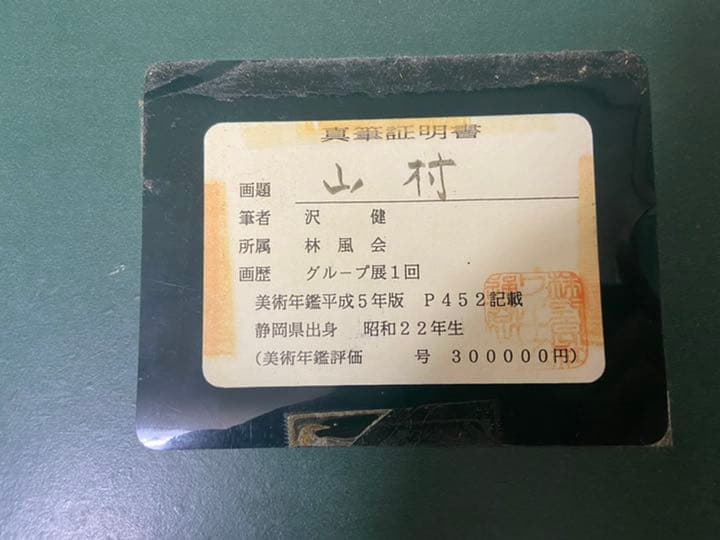 真筆証明書
画題 山村
筆者 沢 健
所属 林風会
画歴 グループ展1回
美術年鑑平成5年版 P452記載
静岡県出身 昭和22年生
(美術年鑑評価 号 300000円)